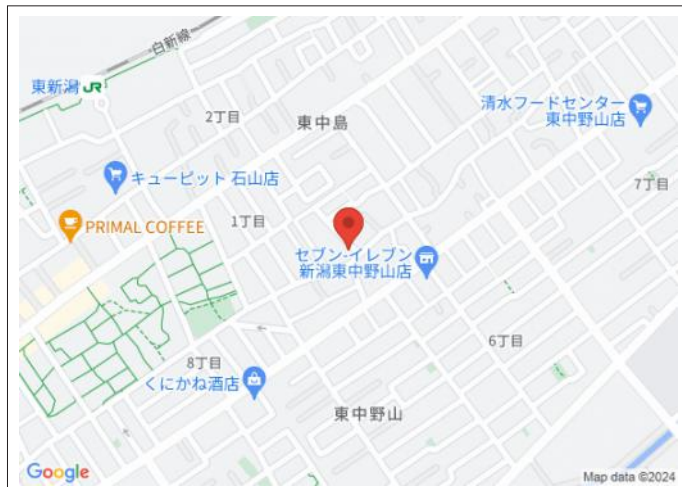 白新線
東新潟
JR
2丁目
東中島
清水フードセンター
東中野山店
7丁目
キューピット 石山店
PRIMAL COFFEE
1丁目
セブン-イレブン
新潟東中野山店
6丁目
8丁目
くにかね酒店
東中野山
Google
Map data ©2024